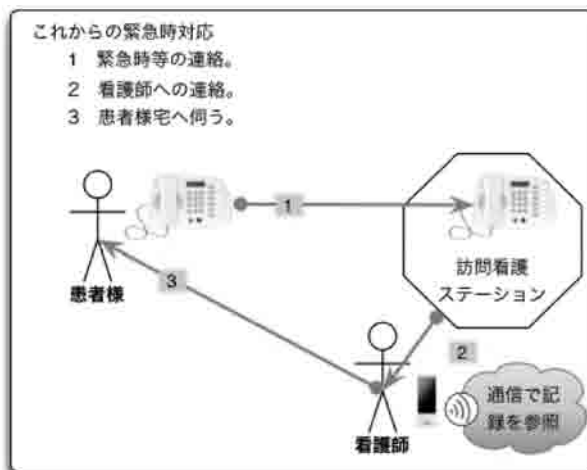 これからの緊急時対応
1 緊急時等の連絡。
2 看護師への連絡。
3 患者様宅へ伺う。
1
訪問看護
ステーション
患者様
3
2
通信で記
録を参照
看護師